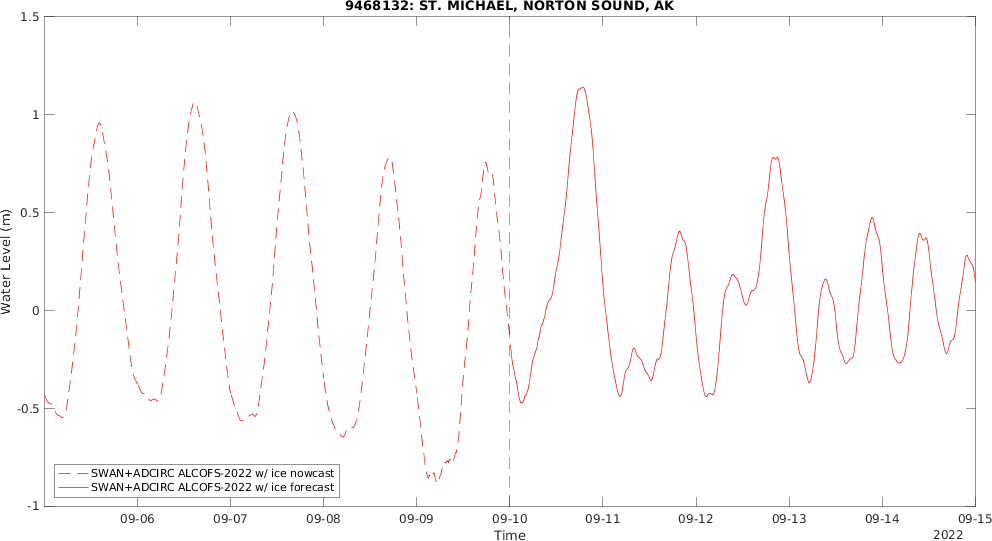 9468132: ST. MICHAEL, NORTON SOUND, AK
1.5
1
0.5
0
-0.5
-1
Water Level (m)
SWAN+ADCIRC ALCOFS-2022 w/ ice nowcast
SWAN+ADCIRC ALCOFS-2022 w/ ice forecast
09-06 09-07 09-08 09-09 09-10 09-11 09-12 09-13 09-14 09-15
Time
2022